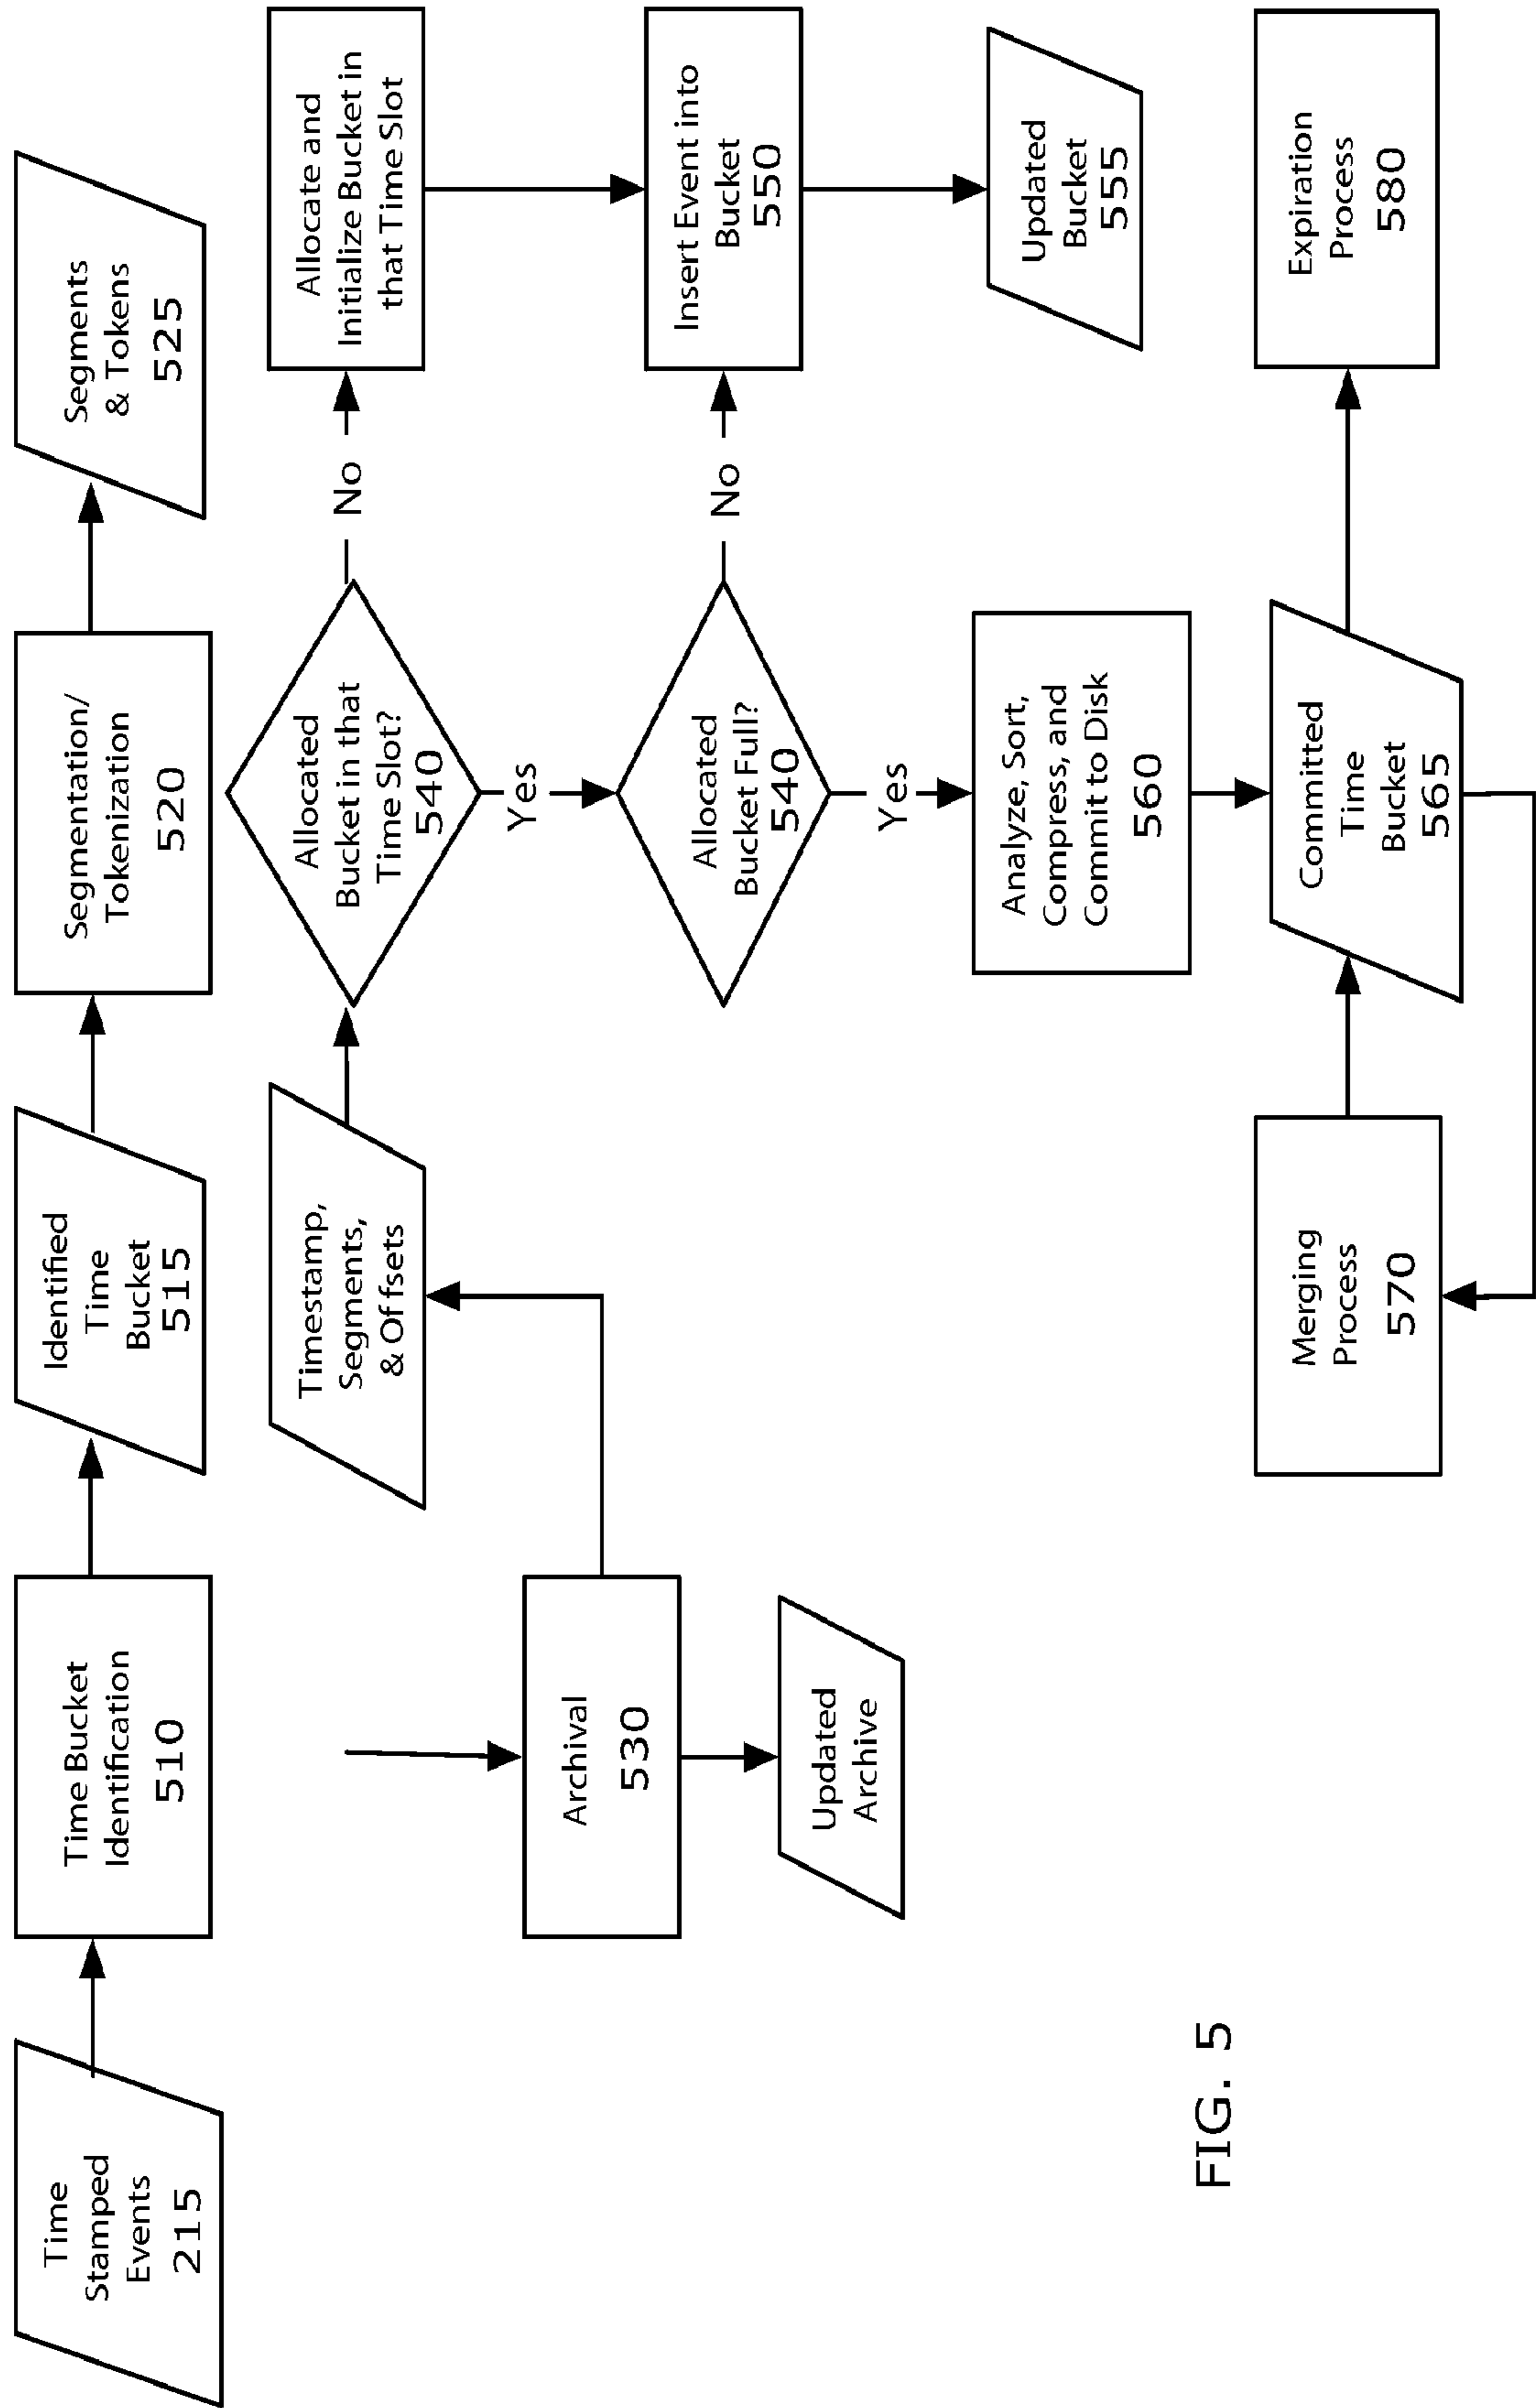 Time
Stamped
Events
215
Time Bucket
Identification
510
Identified
Time
Bucket
515
Segmentation/
Tokenization
520
Segments
& Tokens
525
Timestamp,
Segments,
& Offsets
Allocated
Bucket in that
Time Slot?
540
No
Allocate and
Initialize Bucket in
that Time Slot
Yes
Archival
530
Allocated
Bucket Full?
540
No
Insert Event into
Bucket
550
Updated
Archive
Yes
Analyze, Sort,
Compress, and
Commit to Disk
560
Updated
Bucket
555
Merging
Process
570
Committed
Time
Bucket
565
Expiration
Process
580
FIG. 5